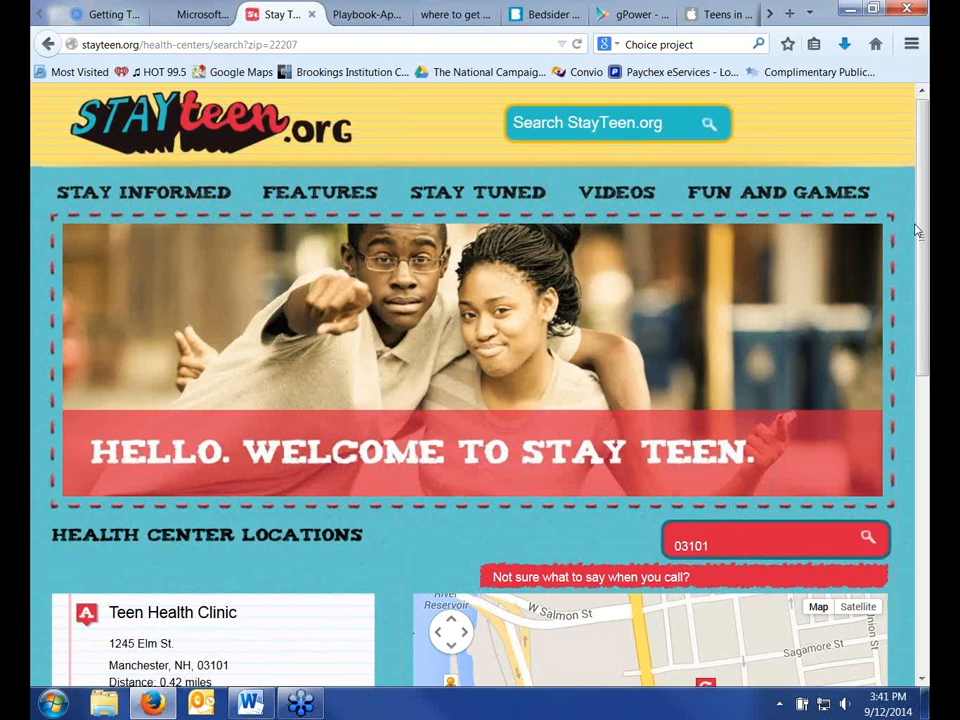 Getting T...
Microsoft...
Stay T...
Playbook-Ap...
where to get ...
Bedsider ...
gPower - ...
Teens in ...
stayteen.org/health-centers/search?zip=22207
Choice project
Most Visited
HOT 99.5
Google Maps
Brookings Institution C...
The National Campaig...
Convio
Paychex eServices - Lo...
Complimentary Public...
STAYteen.org
Search StayTeen.org
STAY INFORMED
FEATURES
STAY TUNED
VIDEOS
FUN AND GAMES
HELLO. WELCOME TO STAY TEEN.
HEALTH CENTER LOCATIONS
03101
Not sure what to say when you call?
A
Teen Health Clinic
1245 Elm St.
Manchester, NH, 03101
Distance: 0.42 miles
River
Reservoir
W Salmon St
Map
Satellite
Sagamore St
Union St
3:41 PM
9/12/2014